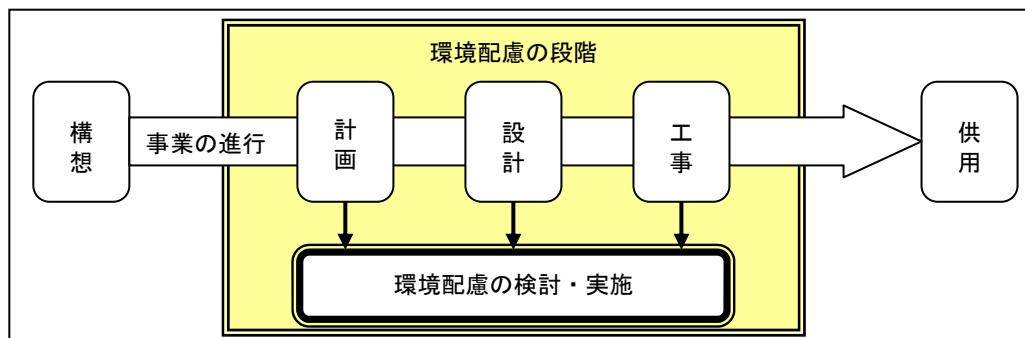 環境配慮の段階
構想
事業の進行
計画
設計
工事
供用
環境配慮の検討・実施